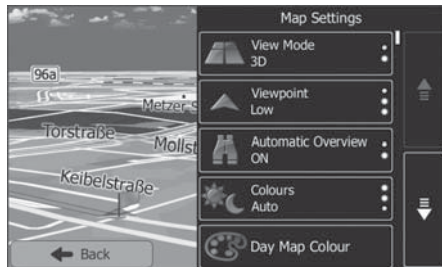 Map Settings
96a
Metzer S
Torstraße
Mollst
Keibelstraße
Back
View Mode
3D
Viewpoint
Low
Automatic Overview
ON
Colours
Auto
Day Map Colour